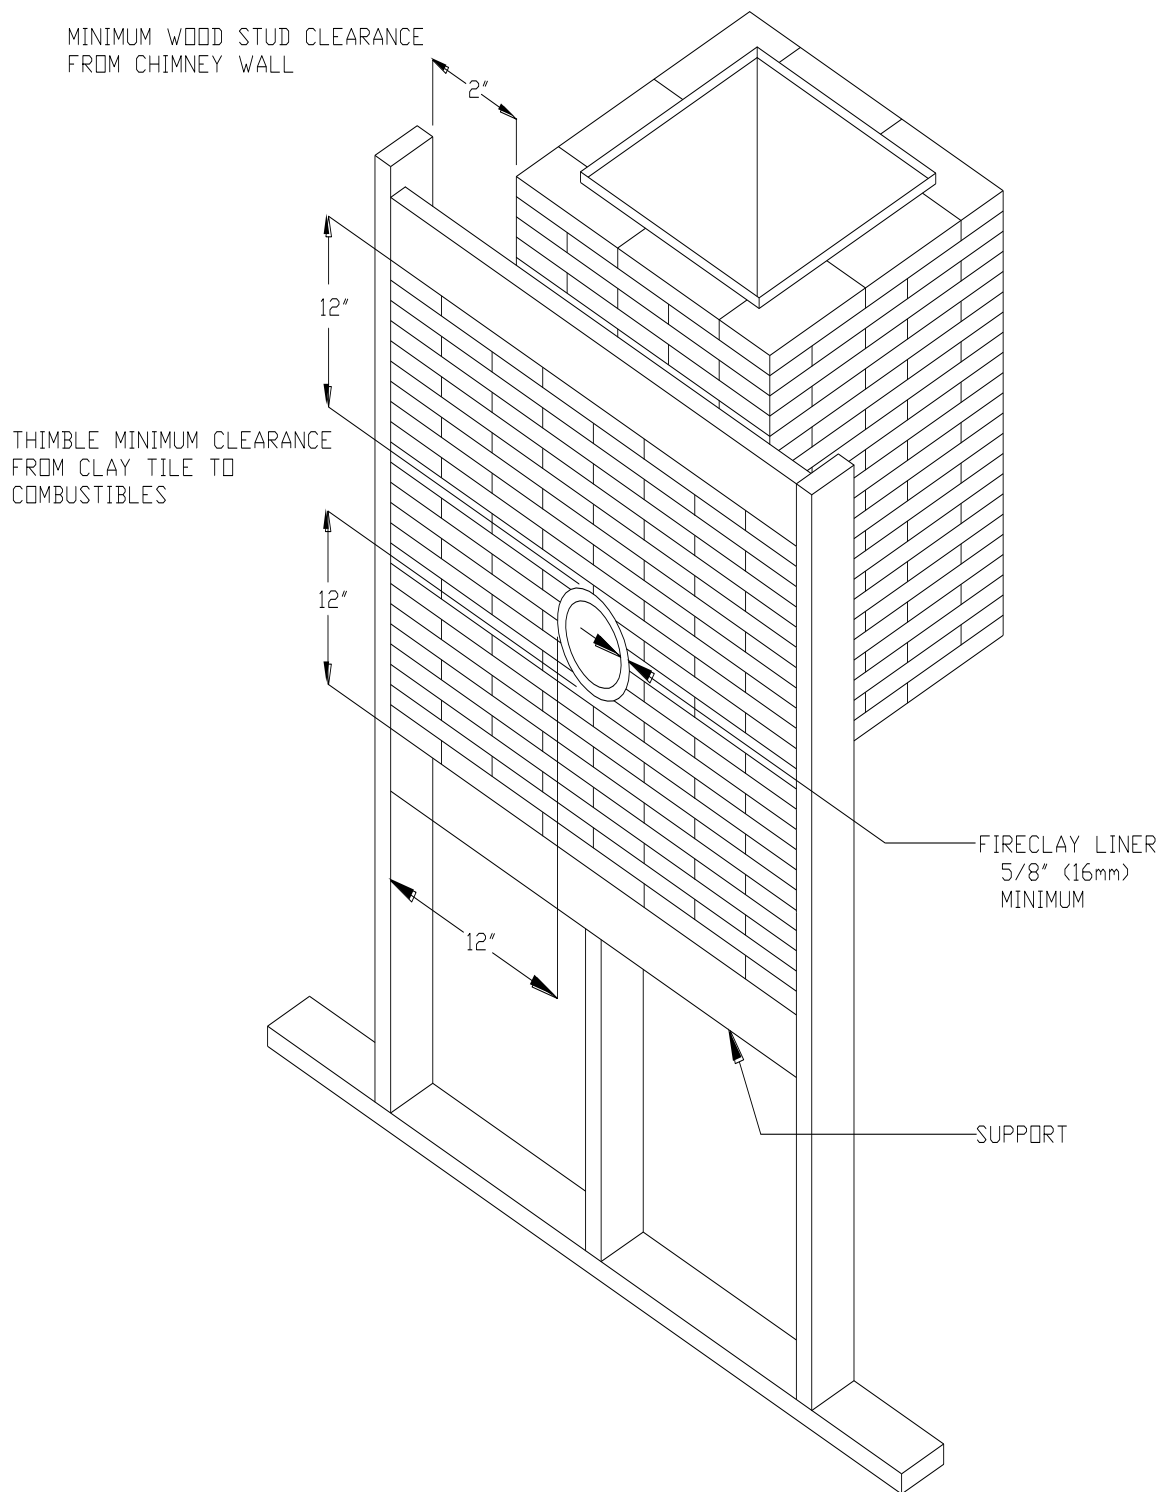 MINIMUM WOOD STUD CLEARANCE
FROM CHIMNEY WALL
2"
12"
THIMBLE MINIMUM CLEARANCE
FROM CLAY TILE TO
COMBUSTIBLES
12"
FIRECLAY LINER
5/8" (16mm)
MINIMUM
12"
SUPPORT